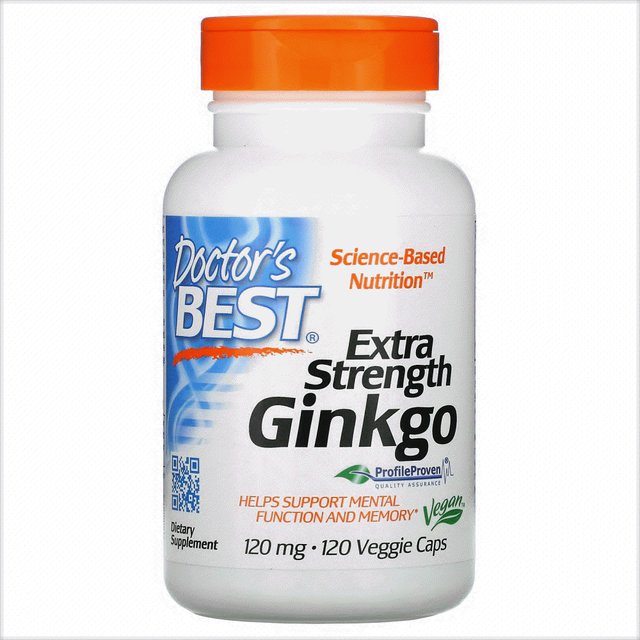 Doctor's
BEST®
Science-Based
Nutrition™
Extra
Strength
Ginkgo
ProfileProven
QUALITY ASSURANCE
HELPS SUPPORT MENTAL
FUNCTION AND MEMORY*
Vegan™
Dietary
Supplement
120 mg • 120 Veggie Caps